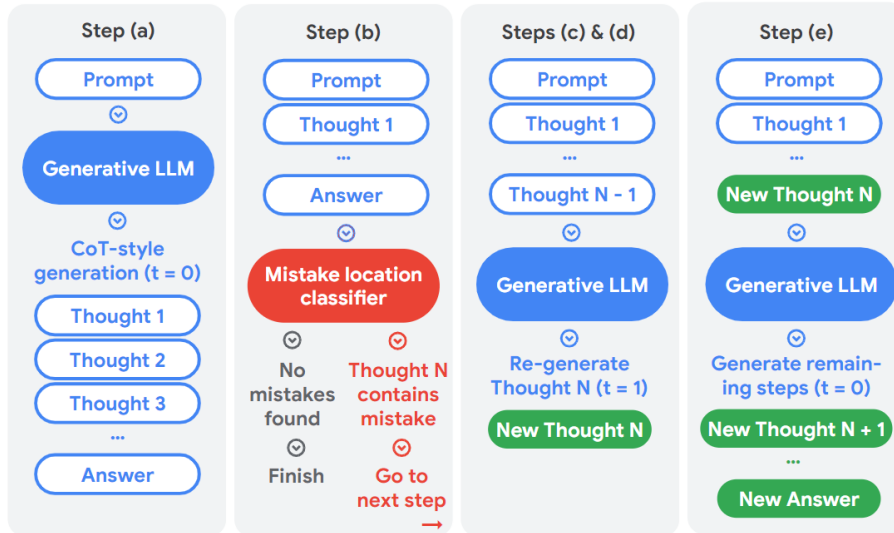 Step (a)
Prompt
Generative LLM
CoT-style
generation (t = 0)
Thought 1
Thought 2
Thought 3
...
Answer
Step (b)
Prompt
Thought 1
...
Answer
Mistake location
classifier
No
mistakes
found
Finish
Thought N
contains
mistake
Go to
next step
Steps (c) & (d)
Prompt
Thought 1
...
Thought N - 1
Generative LLM
Re-generate
Thought N (t = 1)
New Thought N
Step (e)
Prompt
Thought 1
...
New Thought N
Generative LLM
Generate remain-
ing steps (t = 0)
New Thought N + 1
...
New Answer